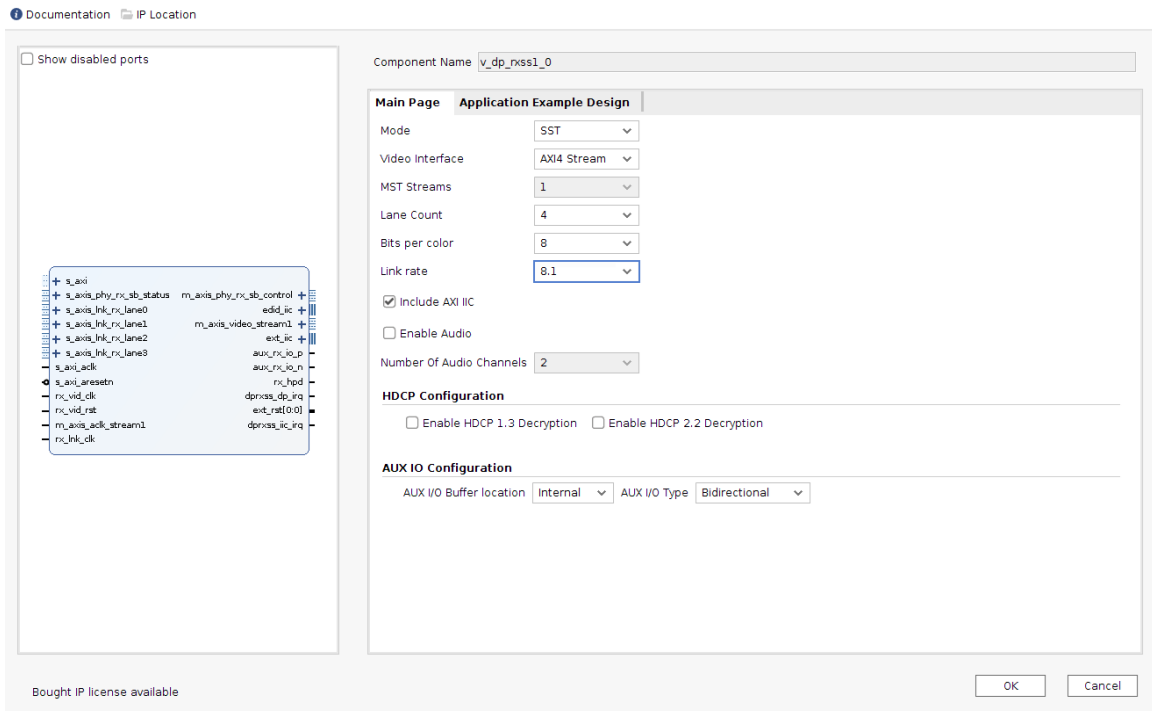 Documentation IP Location
Show disabled ports
s_axi
s_axis_phy_rx_sb_status m_axis_phy_rx_sb_control
s_axis_lnk_rx_lane0 edid_iic
s_axis_lnk_rx_lane1 m_axis_video_stream1
s_axis_lnk_rx_lane2 ext_iic
s_axis_lnk_rx_lane3 aux_rx_io_p
s_axi_aclk aux_rx_io_n
s_axi_aresetn rx_hpd
rx_vid_clk dprxss_dp_irq
rx_vid_rst ext_rst[0:0]
m_axis_aclk_stream1 dprxss_iic_irq
rx_lnk_clk
Bought IP license available
Component Name v_dp_rxss1_0
Main Page Application Example Design
Mode SST
Video Interface AXI4 Stream
MST Streams 1
Lane Count 4
Bits per color 8
Link rate 8.1
Include AXI IIC
Enable Audio
Number Of Audio Channels 2
HDCP Configuration
Enable HDCP 1.3 Decryption Enable HDCP 2.2 Decryption
AUX IO Configuration
AUX I/O Buffer location Internal AUX I/O Type Bidirectional
OK Cancel